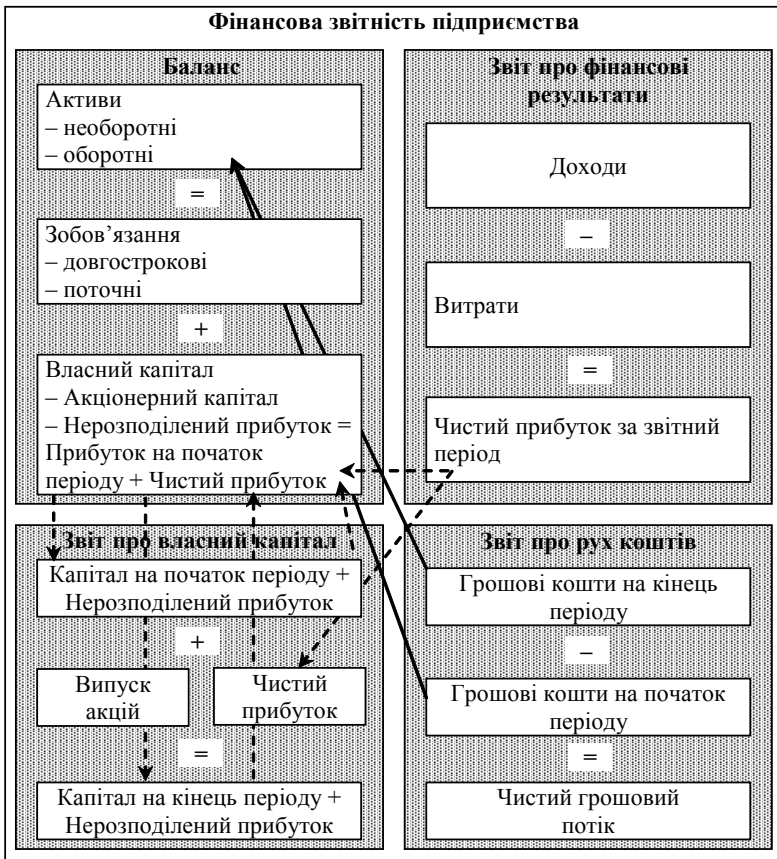 Фінансова звітність підприємства
Баланс
Активи
– необоротні
– оборотні
=
Зобов’язання
– довгострокові
– поточні
+
Власний капітал
– Акціонерний капітал
– Нерозподілений прибуток =
Прибуток на початок
періоду + Чистий прибуток
Звіт про фінансові
результати
Доходи
–
Витрати
=
Чистий прибуток за звітний
період
Звіт про власний капітал
Капітал на початок періоду +
Нерозподілений прибуток
+
Випуск
акцій
Чистий
прибуток
=
Капітал на кінець періоду +
Нерозподілений прибуток
Звіт про рух коштів
Грошові кошти на кінець
періоду
–
Грошові кошти на початок
періоду
=
Чистий грошовий
потік